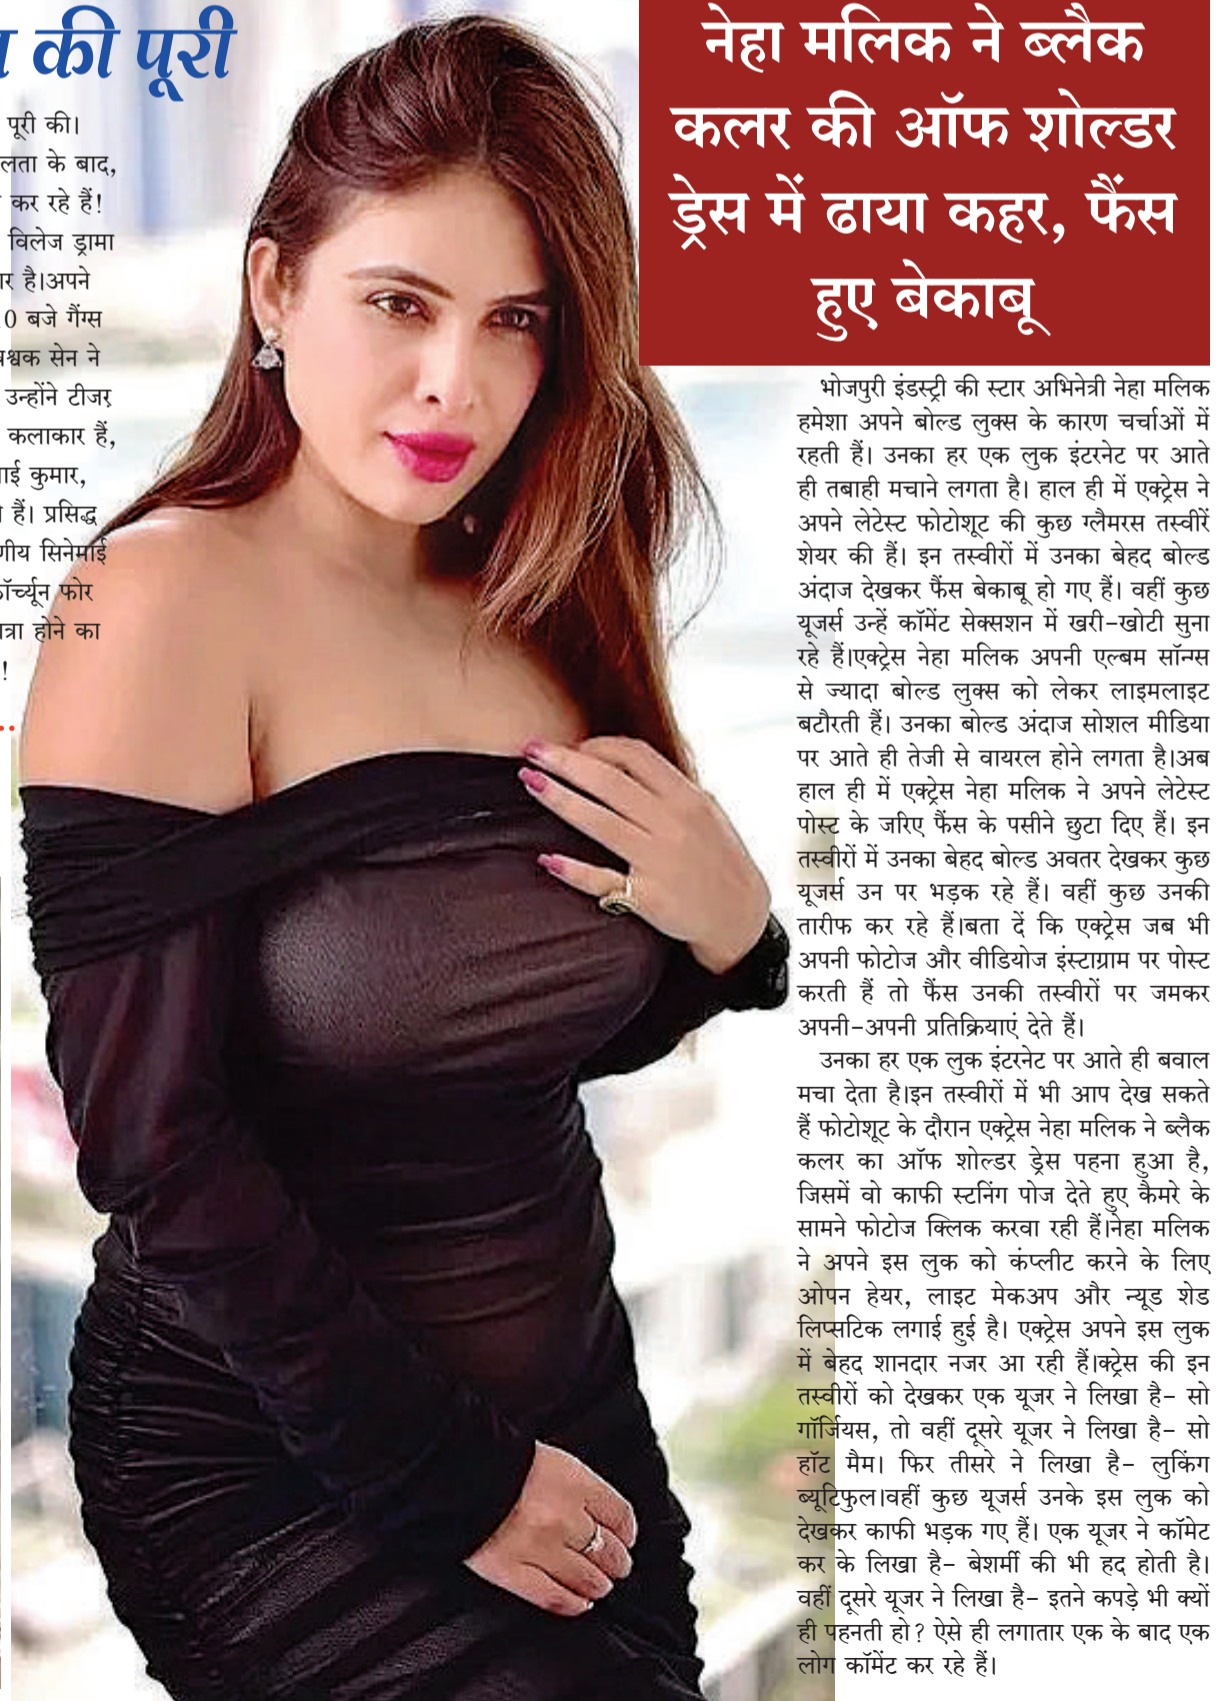 की पूरी
पूरी की।
लता के बाद,
कर रहे हैं!
विलेज ड्रामा
है।अपने
0 बजे गैंग्स
सेन ने
उन्होंने टीजर
कलाकार हैं,
कुमार,
हैं। प्रसिद्ध
सिनेमाई
फोर
होने का
!
नेहा मलिक ने ब्लैक
कलर की ऑफ शोल्डर
ड्रेस में ढाया कहर, फैंस
हुए बेकाबू
भोजपुरी इंडस्ट्री की स्टार अभिनेत्री नेहा मलिक
हमेशा अपने बोल्ड लुक्स के कारण चर्चाओं में
रहती हैं। उनका हर एक लुक इंटरनेट पर आते
ही तबाही मचाने लगता है। हाल ही में एक्ट्रेस ने
अपने लेटेस्ट फोटोशूट की कुछ ग्लैमरस तस्वीरें
शेयर की हैं। इन तस्वीरों में उनका बेहद बोल्ड
अंदाज देखकर फैंस बेकाबू हो गए हैं। वहीं कुछ
यूजर्स उन्हें कॉमेंट सेक्सशन में खरी-खोटी सुना
रहे हैं।एक्ट्रेस नेहा मलिक अपनी एल्बम सॉन्ग्स
से ज्यादा बोल्ड लुक्स को लेकर लाइमलाइट
बटौरती हैं। उनका बोल्ड अंदाज सोशल मीडिया
पर आते ही तेजी से वायरल होने लगता है।अब
हाल ही में एक्ट्रेस नेहा मलिक ने अपने लेटेस्ट
पोस्ट के जरिए फैंस के पसीने छुटा दिए हैं। इन
तस्वीरों में उनका बेहद बोल्ड अवतर देखकर कुछ
यूजर्स उन पर भड़क रहे हैं। वहीं कुछ उनकी
तारीफ कर रहे हैं।बता दें कि एक्ट्रेस जब भी
अपनी फोटोज और वीडियोज इंस्टाग्राम पर पोस्ट
करती हैं तो फैंस उनकी तस्वीरों पर जमकर
अपनी-अपनी प्रतिक्रियाएं देते हैं।
उनका हर एक लुक इंटरनेट पर आते ही बवाल
मचा देता है।इन तस्वीरों में भी आप देख सकते
हैं फोटोशूट के दौरान एक्ट्रेस नेहा मलिक ने ब्लैक
कलर का ऑफ शोल्डर ड्रेस पहना हुआ है,
जिसमें वो काफी स्टनिंग पोज देते हुए कैमरे के
सामने फोटोज क्लिक करवा रही हैं।नेहा मलिक
ने अपने इस लुक को कंप्लीट करने के लिए
ओपन हेयर, लाइट मेकअप और न्यूड शेड
लिप्सटिक लगाई हुई है। एक्ट्रेस अपने इस लुक
में बेहद शानदार नजर आ रही हैं।क्ट्रेस की इन
तस्वीरों को देखकर एक यूजर ने लिखा है- सो
गॉर्जियस, तो वहीं दूसरे यूजर ने लिखा है- सो
हॉट मैम। फिर तीसरे ने लिखा है- लुकिंग
ब्यूटिफुल।वहीं कुछ यूजर्स उनके इस लुक को
देखकर काफी भड़क गए हैं। एक यूजर ने कॉमेट
कर के लिखा है- बेशर्मी की भी हद होती है।
वहीं दूसरे यूजर ने लिखा है- इतने कपड़े भी क्यों
ही पहनती हो? ऐसे ही लगातार एक के बाद एक
लोग कॉमेंट कर रहे हैं।